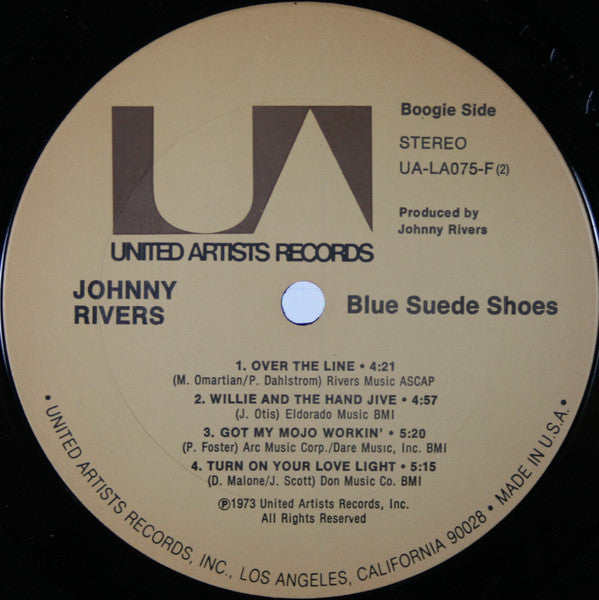 UA
UNITED ARTISTS RECORDS
Boogie Side
STEREO
UA-LA075-F(2)
Produced by
Johnny Rivers
JOHNNY
RIVERS
Blue Suede Shoes
1. OVER THE LINE • 4:21
(M. Omartian/P. Dahlstrom) Rivers Music ASCAP
2. WILLIE AND THE HAND JIVE • 4:57
(J. Otis) Eldorado Music BMI
3. GOT MY MOJO WORKIN' • 5:20
(P. Foster) Arc Music Corp./Dare Music, Inc. BMI
4. TURN ON YOUR LOVE LIGHT • 5:15
(D. Malone/J. Scott) Don Music Co. BMI
℗1973 United Artists Records, Inc.
All Rights Reserved
• UNITED ARTISTS RECORDS, INC., LOS ANGELES, CALIFORNIA 90028 • MADE IN U.S.A. •